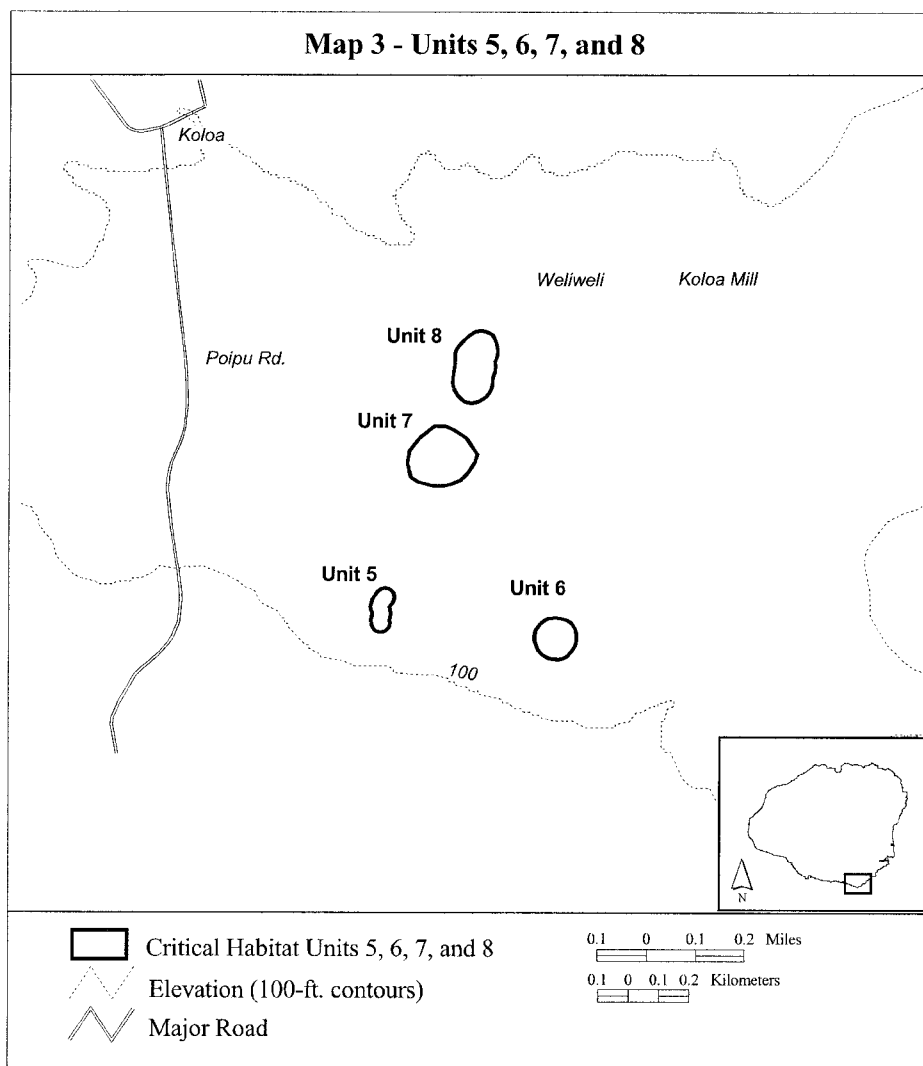 Map 3 - Units 5, 6, 7, and 8
Koloa
Weliweli
Koloa Mill
Unit 8
Poipu Rd.
Unit 7
Unit 5
Unit 6
100
N
Critical Habitat Units 5, 6, 7, and 8
Elevation (100-ft. contours)
Major Road
0.1 0 0.1 0.2 Miles
0.1 0 0.1 0.2 Kilometers